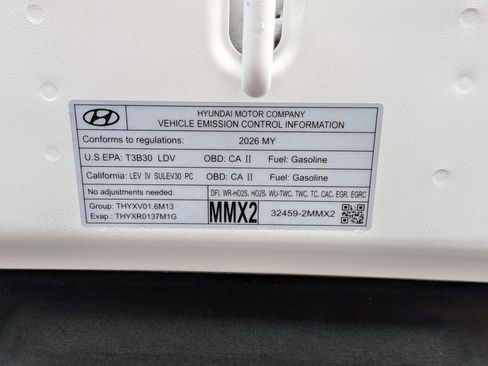 HYUNDAI MOTOR COMPANY
VEHICLE EMISSION CONTROL INFORMATION
Conforms to regulations: 2026 MY
U.S.EPA: T3B30 LDV OBD: CA II Fuel: Gasoline
California: LEV IV SULEV30 PC OBD: CA II Fuel: Gasoline
No adjustments needed. DFI, WR-HO2S, HO2S, WU-TWC, TWC, TC, CAC, EGR, EGRC
Group: THYXV01.6M13
Evap.: THYXR0137M1G
MMX2 32459-2MMX2